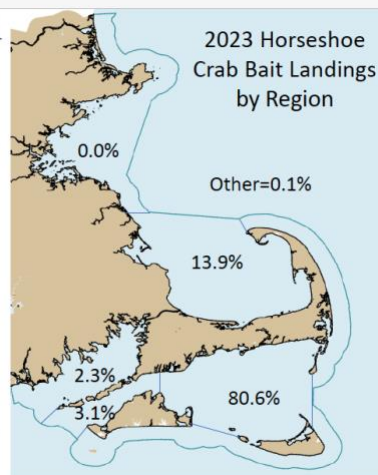 2023 Horseshoe
Crab Bait Landings
by Region
0.0%
Other=0.1%
13.9%
2.3%
3.1%
80.6%